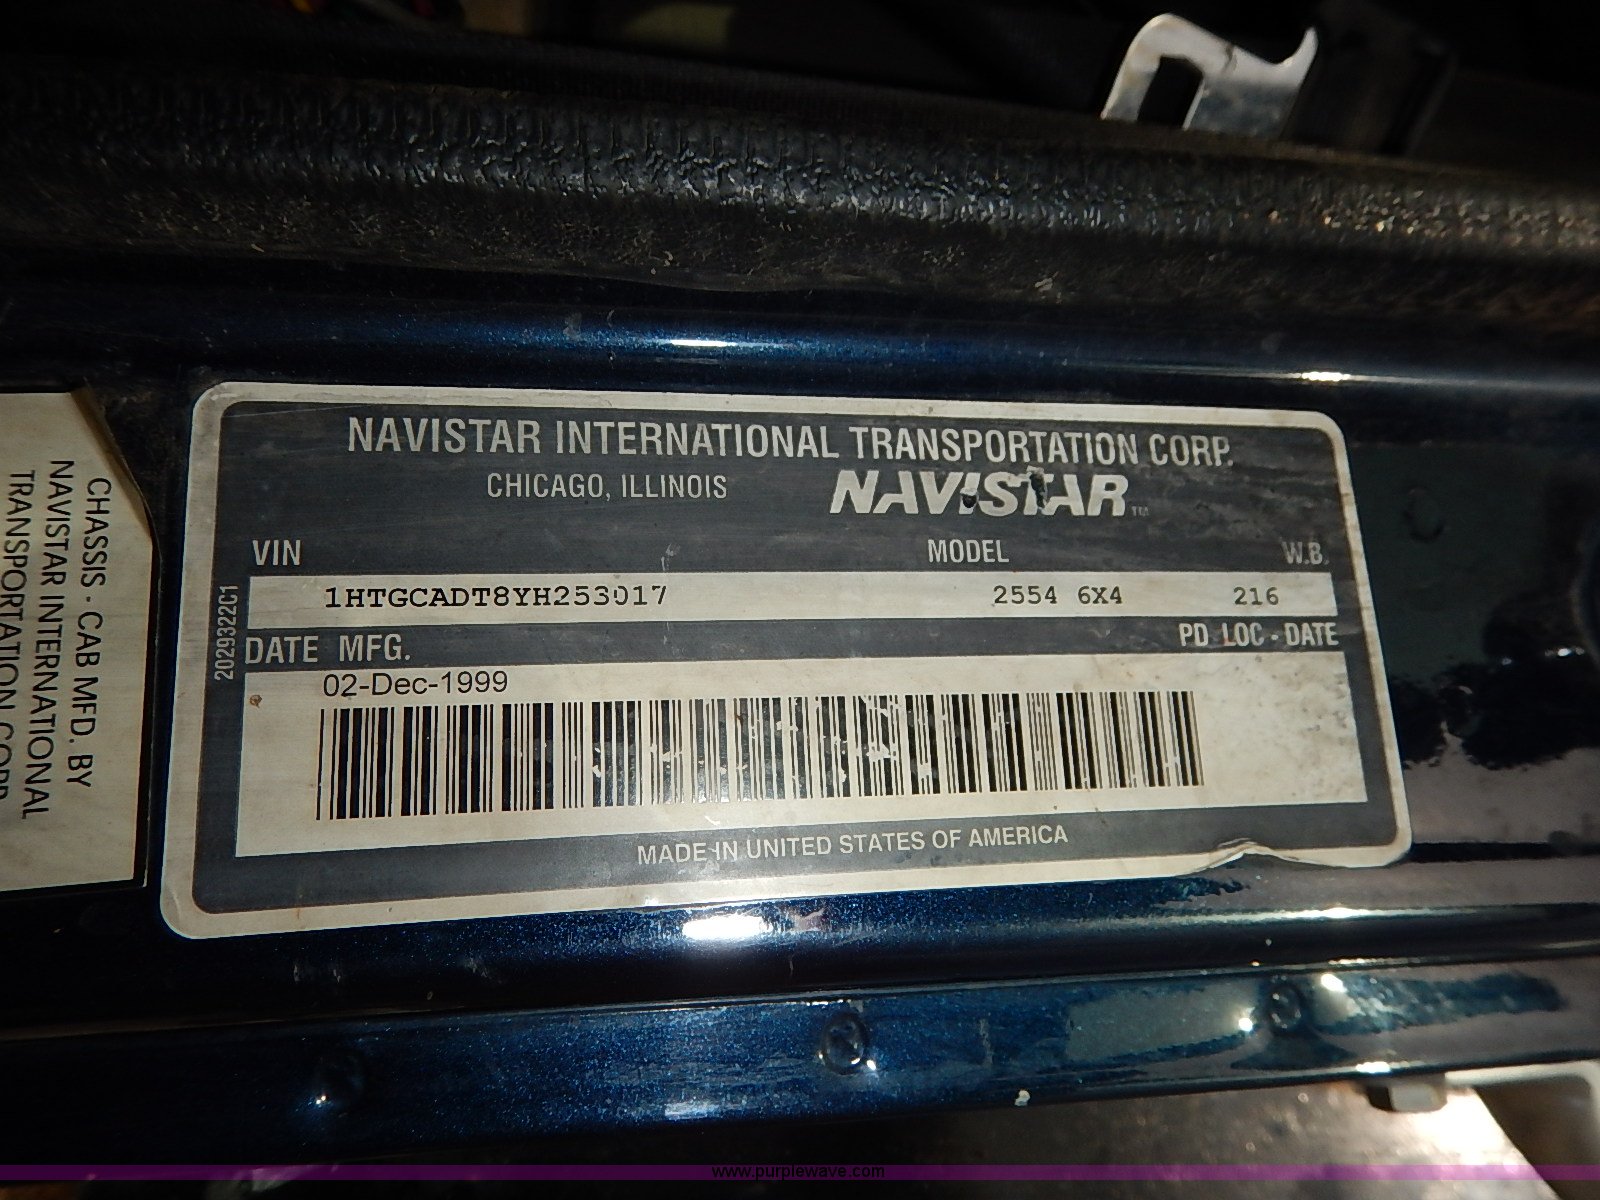 NAVISTAR INTERNATIONAL TRANSPORTATION CORP.
CHICAGO, ILLINOIS
NAVISTAR TM
VIN MODEL W.B.
1HTGCADT8YH253017 2554 6X4 216
DATE MFG. PD LOC - DATE
02-Dec-1999
MADE IN UNITED STATES OF AMERICA
2029322C1
CHASSIS - CAB MFD. BY
NAVISTAR INTERNATIONAL
TRANSPORTATION CORP.
www.purplewave.com